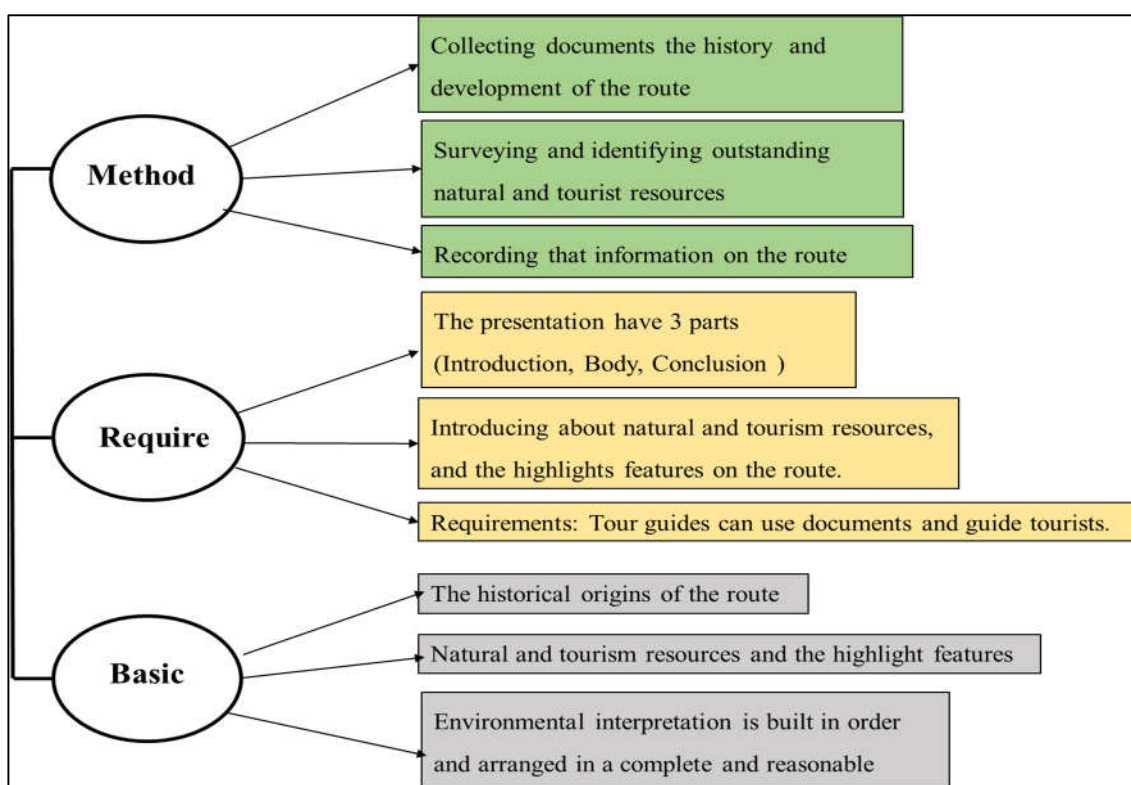 Method
Collecting documents the history and
development of the route
Surveying and identifying outstanding
natural and tourist resources
Recording that information on the route
Require
The presentation have 3 parts
(Introduction, Body, Conclusion )
Introducing about natural and tourism resources,
and the highlights features on the route.
Requirements: Tour guides can use documents and guide tourists.
Basic
The historical origins of the route
Natural and tourism resources and the highlight features
Environmental interpretation is built in order
and arranged in a complete and reasonable